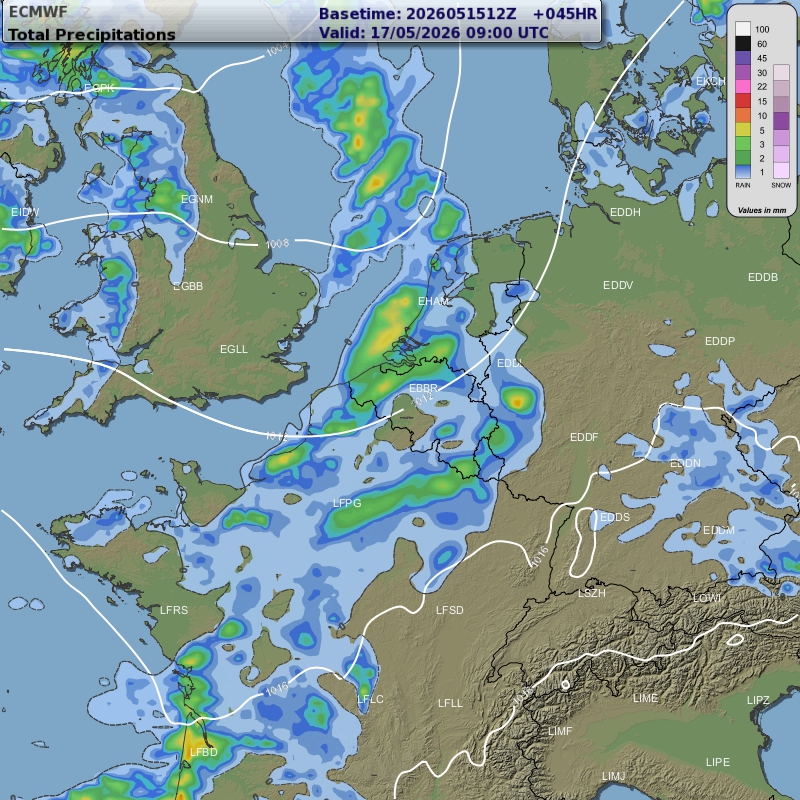 ECMWF
Basetime: 2026051512Z +045HR
Total Precipitations
Valid: 17/05/2026 09:00 UTC
100
60
45
30
22
15
10
5
3
2
1
RAIN SNOW
Values in mm
EGPK
EKCH
EGNM
EIDW
EDDH
1008
EDDB
EGBB
EDDV
EHAM
EDDP
EGLL
EDDL
EBBR
1012
1012
EDDF
EDDN
LFPG
EDDS
EDDM
1016
LSZH
LOWI
LFRS
LFSD
1016
LFLC
LFLL
LIME
LIPZ
LIMF
LFBD
LIPE
LIMJ